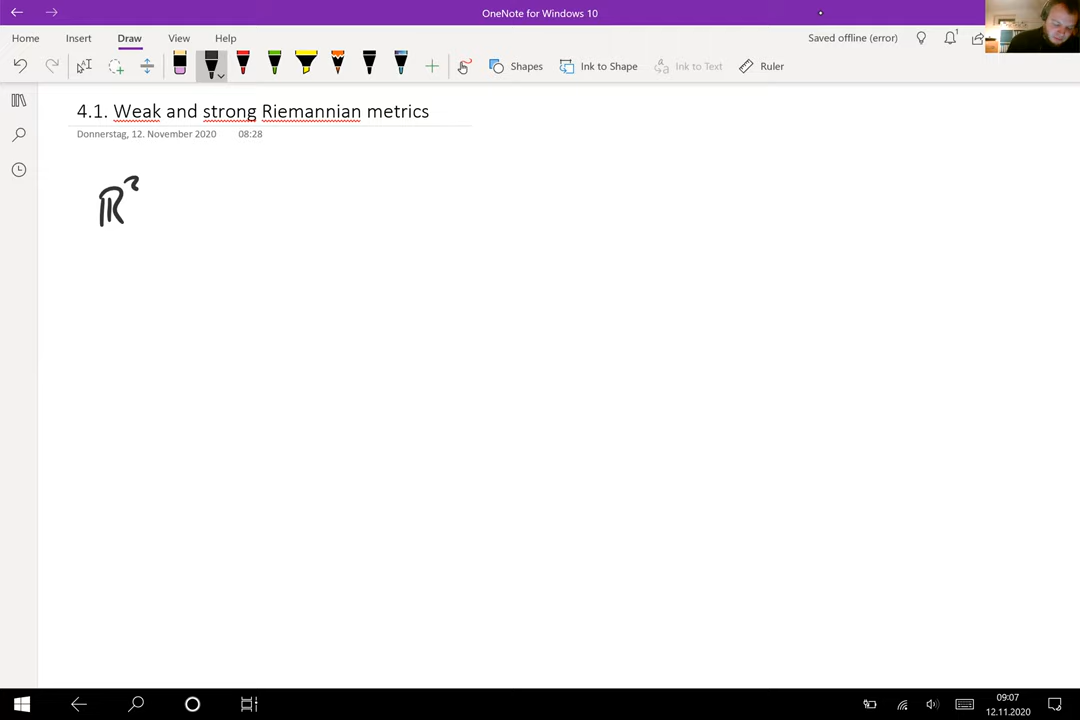 OneNote for Windows 10
Home Insert Draw View Help
Saved offline (error)
Shapes Ink to Shape Ink to Text Ruler
4.1. Weak and strong Riemannian metrics
Donnerstag, 12. November 2020 08:28
ℝ²
09:07
12.11.2020